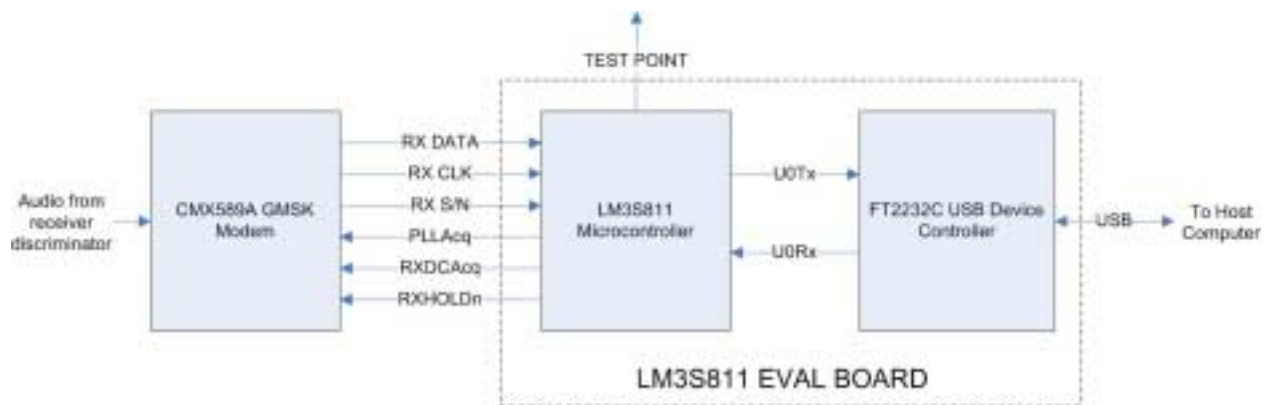 TEST POINT
Audio from
receiver
discriminator
CMX589A GMSK
Modem
RX DATA
RX CLK
RX S/N
PLLAcq
RXDCAcq
RXHOLDn
LM3S811
Microcontroller
U0Tx
U0Rx
FT2232C USB Device
Controller
USB
To Host
Computer
LM3S811 EVAL BOARD